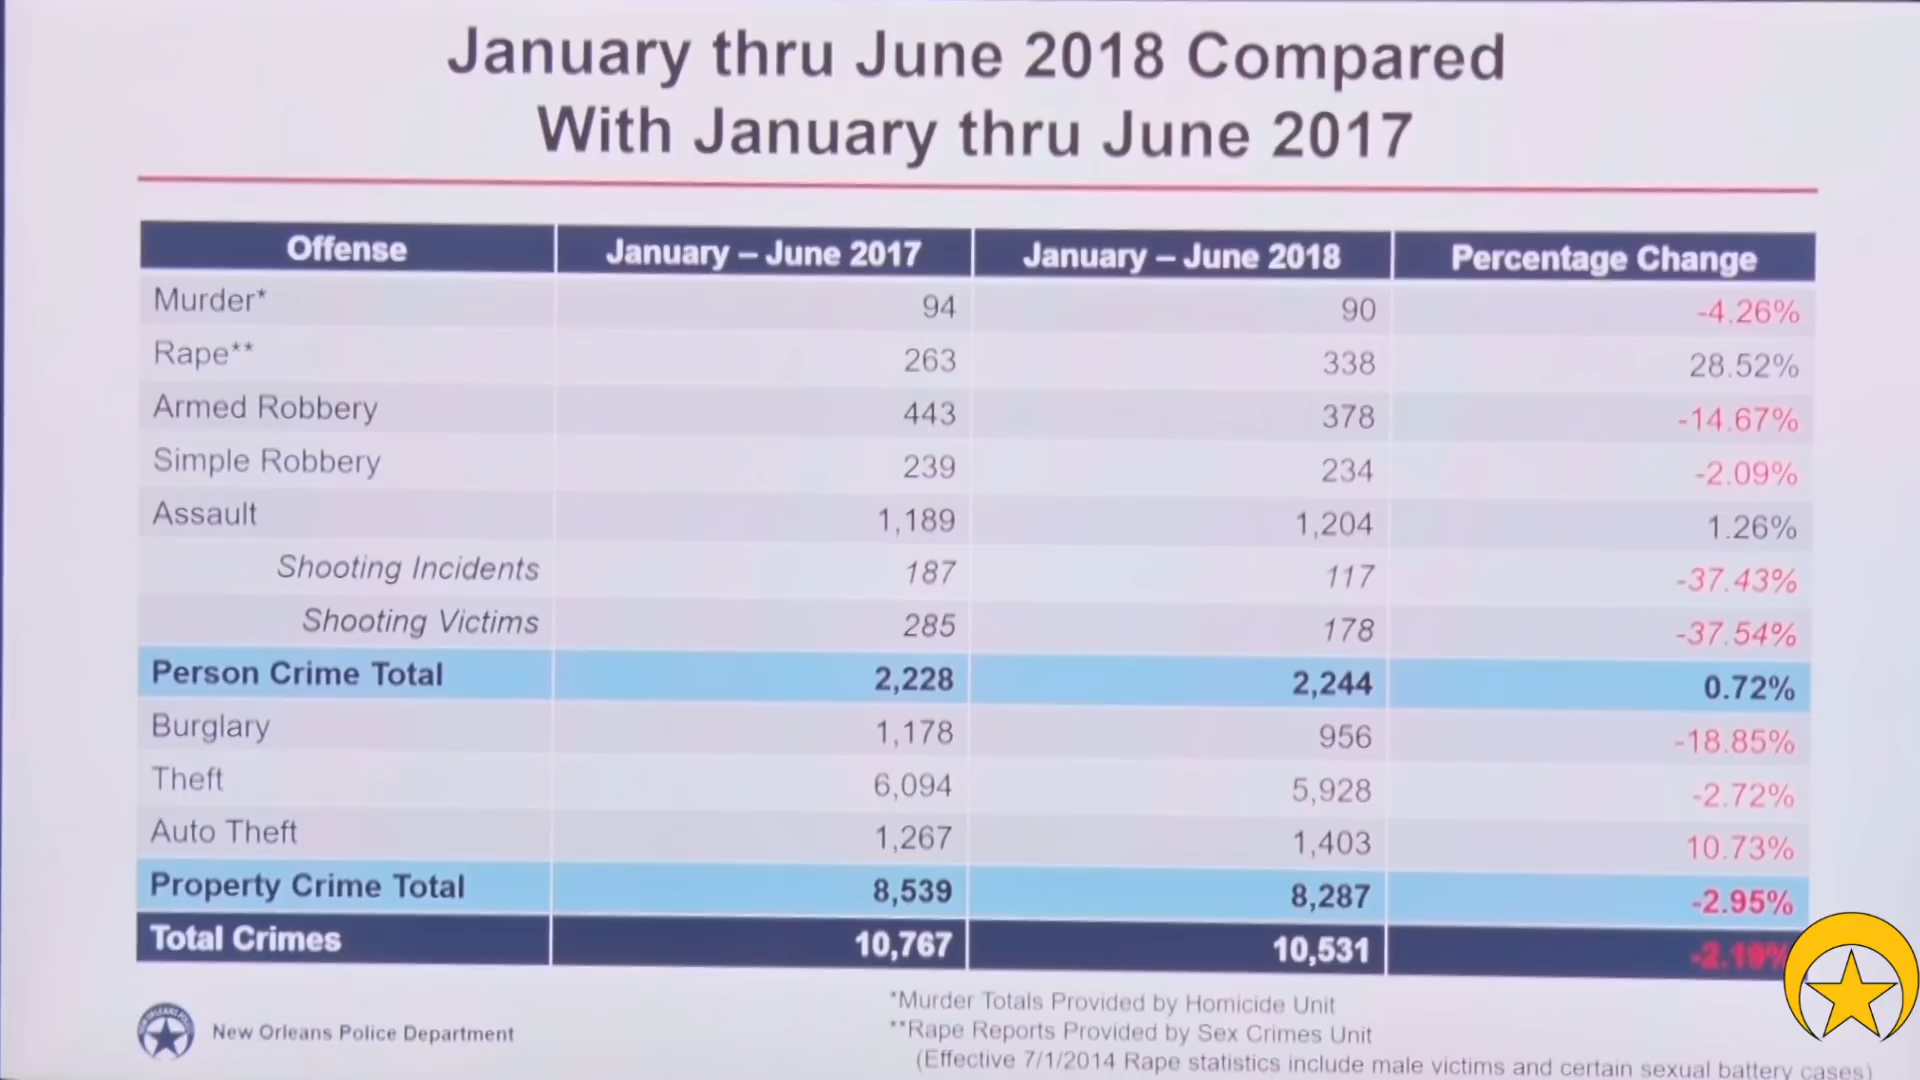 January thru June 2018 Compared
With January thru June 2017
Offense January – June 2017 January – June 2018 Percentage Change
Murder* 94 90 -4.26%
Rape** 263 338 28.52%
Armed Robbery 443 378 -14.67%
Simple Robbery 239 234 -2.09%
Assault 1,189 1,204 1.26%
Shooting Incidents 187 117 -37.43%
Shooting Victims 285 178 -37.54%
Person Crime Total 2,228 2,244 0.72%
Burglary 1,178 956 -18.85%
Theft 6,094 5,928 -2.72%
Auto Theft 1,267 1,403 10.73%
Property Crime Total 8,539 8,287 -2.95%
Total Crimes 10,767 10,531 -2.19%
*Murder Totals Provided by Homicide Unit
**Rape Reports Provided by Sex Crimes Unit
(Effective 7/1/2014 Rape statistics include male victims and certain sexual battery cases)
New Orleans Police Department